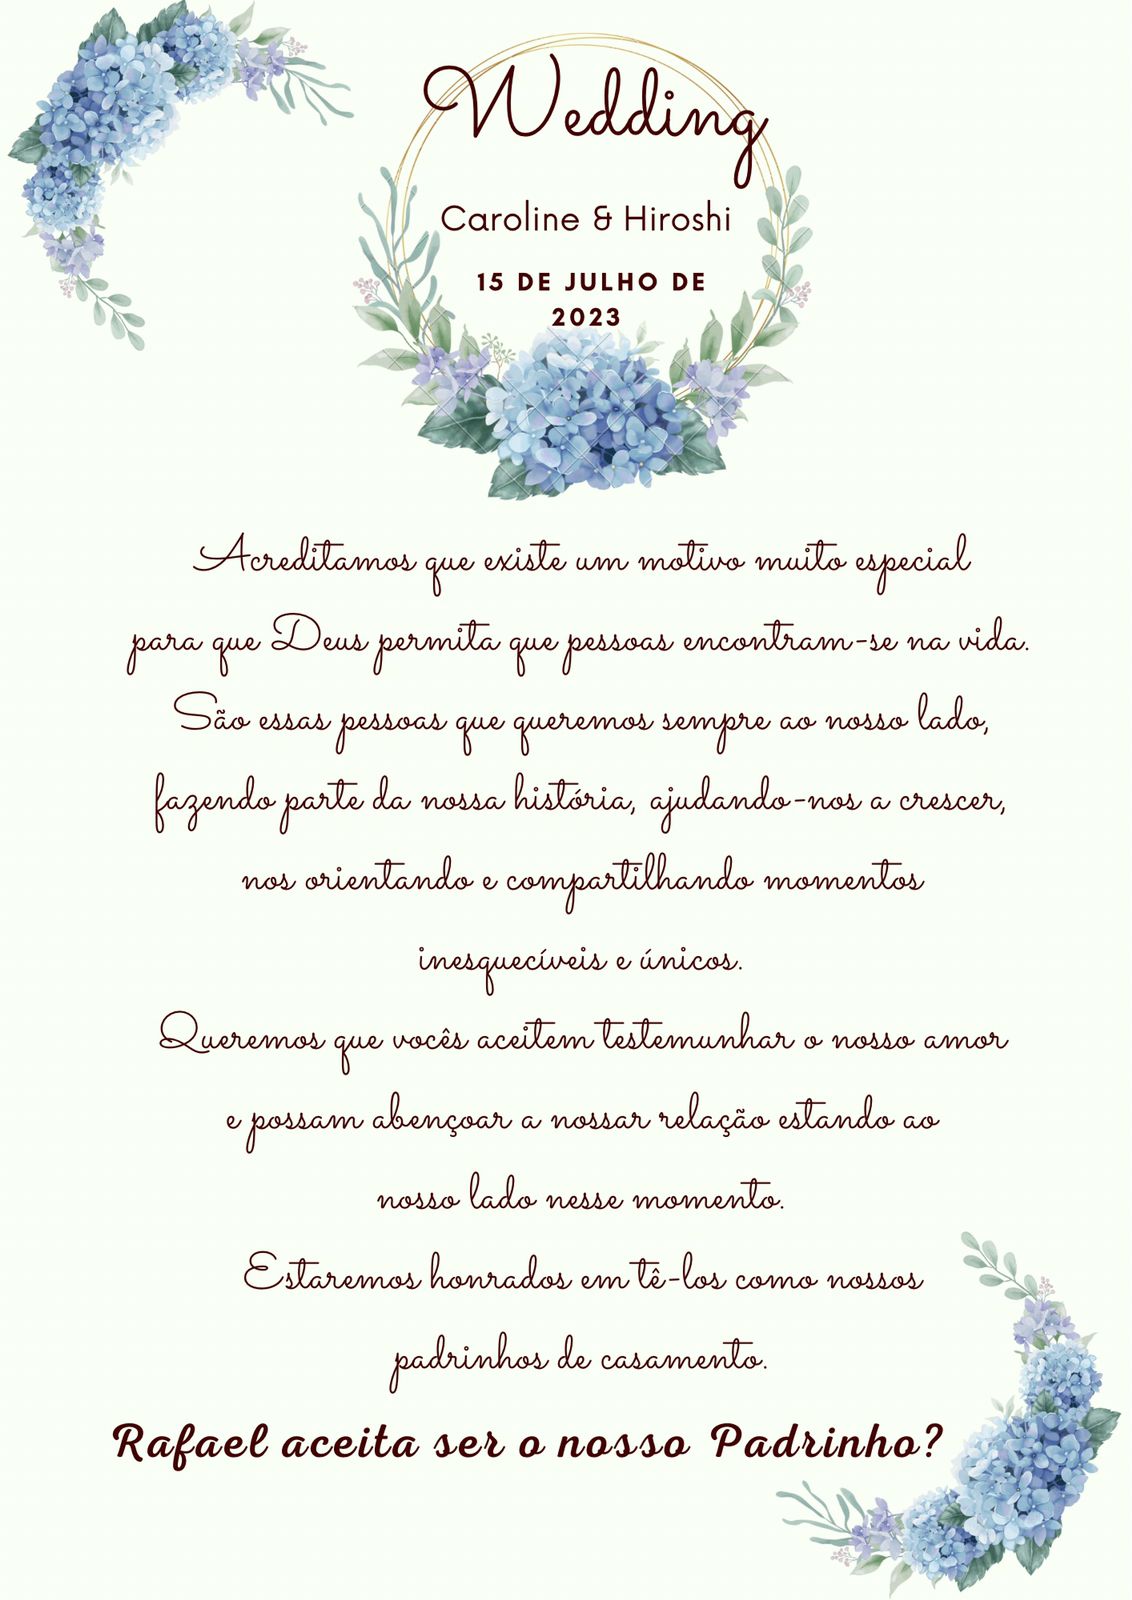 Wedding
Caroline & Hiroshi
15 DE JULHO DE
2023
Acreditamos que existe um motivo muito especial
para que Deus permita que pessoas encontram-se na vida.
São essas pessoas que queremos sempre ao nosso lado,
fazendo parte da nossa história, ajudando-nos a crescer,
nos orientando e compartilhando momentos
inesquecíveis e únicos.
Queremos que vocês aceitem testemunhar o nosso amor
e possam abençoar a nossar relação estando ao
nosso lado nesse momento.
Estaremos honrados em tê-los como nossos
padrinhos de casamento.
Rafael aceita ser o nosso Padrinho?